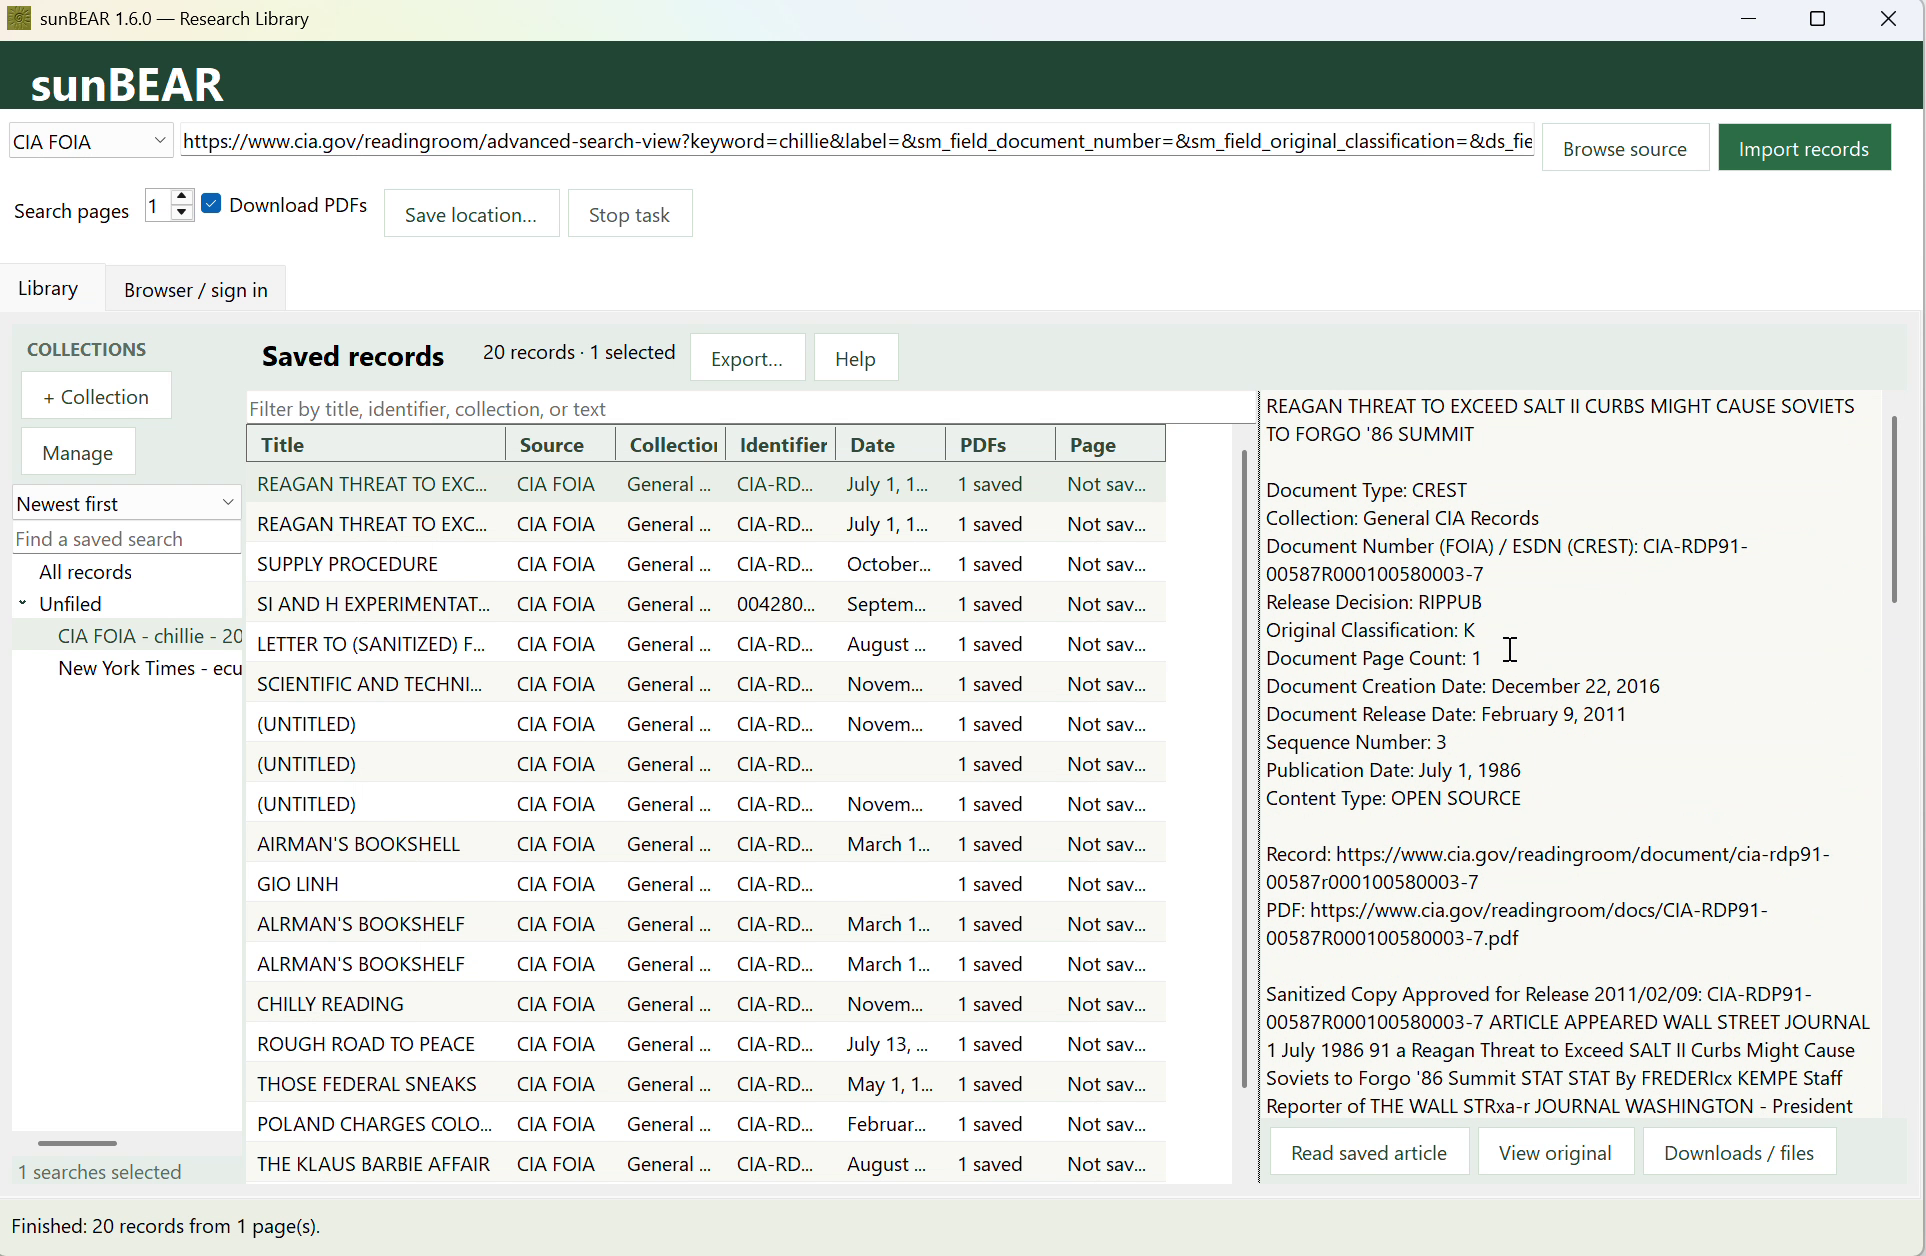 sunBEAR 1.6.0 — Research Library
sunBEAR
CIA FOIA
https://www.cia.gov/readingroom/advanced-search-view?keyword=chillie&label=&sm_field_document_number=&sm_field_original_classification=&ds_fie
Browse source
Import records
Search pages 1
Download PDFs
Save location...
Stop task
Library
Browser / sign in
COLLECTIONS
+ Collection
Manage
Newest first
Find a saved search
All records
Unfiled
CIA FOIA - chillie - 20
New York Times - ecu
1 searches selected
Saved records
20 records · 1 selected
Export...
Help
Filter by title, identifier, collection, or text
Title Source Collection Identifier Date PDFs Page
REAGAN THREAT TO EXC... CIA FOIA General ... CIA-RD... July 1, 1... 1 saved Not sav...
REAGAN THREAT TO EXC... CIA FOIA General ... CIA-RD... July 1, 1... 1 saved Not sav...
SUPPLY PROCEDURE CIA FOIA General ... CIA-RD... October... 1 saved Not sav...
SI AND H EXPERIMENTAT... CIA FOIA General ... 004280... Septem... 1 saved Not sav...
LETTER TO (SANITIZED) F... CIA FOIA General ... CIA-RD... August ... 1 saved Not sav...
SCIENTIFIC AND TECHNI... CIA FOIA General ... CIA-RD... Novem... 1 saved Not sav...
(UNTITLED) CIA FOIA General ... CIA-RD... Novem... 1 saved Not sav...
(UNTITLED) CIA FOIA General ... CIA-RD... 1 saved Not sav...
(UNTITLED) CIA FOIA General ... CIA-RD... Novem... 1 saved Not sav...
AIRMAN'S BOOKSHELL CIA FOIA General ... CIA-RD... March 1... 1 saved Not sav...
GIO LINH CIA FOIA General ... CIA-RD... 1 saved Not sav...
ALRMAN'S BOOKSHELF CIA FOIA General ... CIA-RD... March 1... 1 saved Not sav...
ALRMAN'S BOOKSHELF CIA FOIA General ... CIA-RD... March 1... 1 saved Not sav...
CHILLY READING CIA FOIA General ... CIA-RD... Novem... 1 saved Not sav...
ROUGH ROAD TO PEACE CIA FOIA General ... CIA-RD... July 13, ... 1 saved Not sav...
THOSE FEDERAL SNEAKS CIA FOIA General ... CIA-RD... May 1, 1... 1 saved Not sav...
POLAND CHARGES COLO... CIA FOIA General ... CIA-RD... Februar... 1 saved Not sav...
THE KLAUS BARBIE AFFAIR CIA FOIA General ... CIA-RD... August ... 1 saved Not sav...
REAGAN THREAT TO EXCEED SALT II CURBS MIGHT CAUSE SOVIETS
TO FORGO '86 SUMMIT
Document Type: CREST
Collection: General CIA Records
Document Number (FOIA) / ESDN (CREST): CIA-RDP91-
00587R000100580003-7
Release Decision: RIPPUB
Original Classification: K
Document Page Count: 1
Document Creation Date: December 22, 2016
Document Release Date: February 9, 2011
Sequence Number: 3
Publication Date: July 1, 1986
Content Type: OPEN SOURCE
Record: https://www.cia.gov/readingroom/document/cia-rdp91-
00587r000100580003-7
PDF: https://www.cia.gov/readingroom/docs/CIA-RDP91-
00587R000100580003-7.pdf
Sanitized Copy Approved for Release 2011/02/09: CIA-RDP91-
00587R000100580003-7 ARTICLE APPEARED WALL STREET JOURNAL
1 July 1986 91 a Reagan Threat to Exceed SALT II Curbs Might Cause
Soviets to Forgo '86 Summit STAT STAT By FREDERIcx KEMPE Staff
Reporter of THE WALL STRxa-r JOURNAL WASHINGTON - President
Read saved article
View original
Downloads / files
Finished: 20 records from 1 page(s).